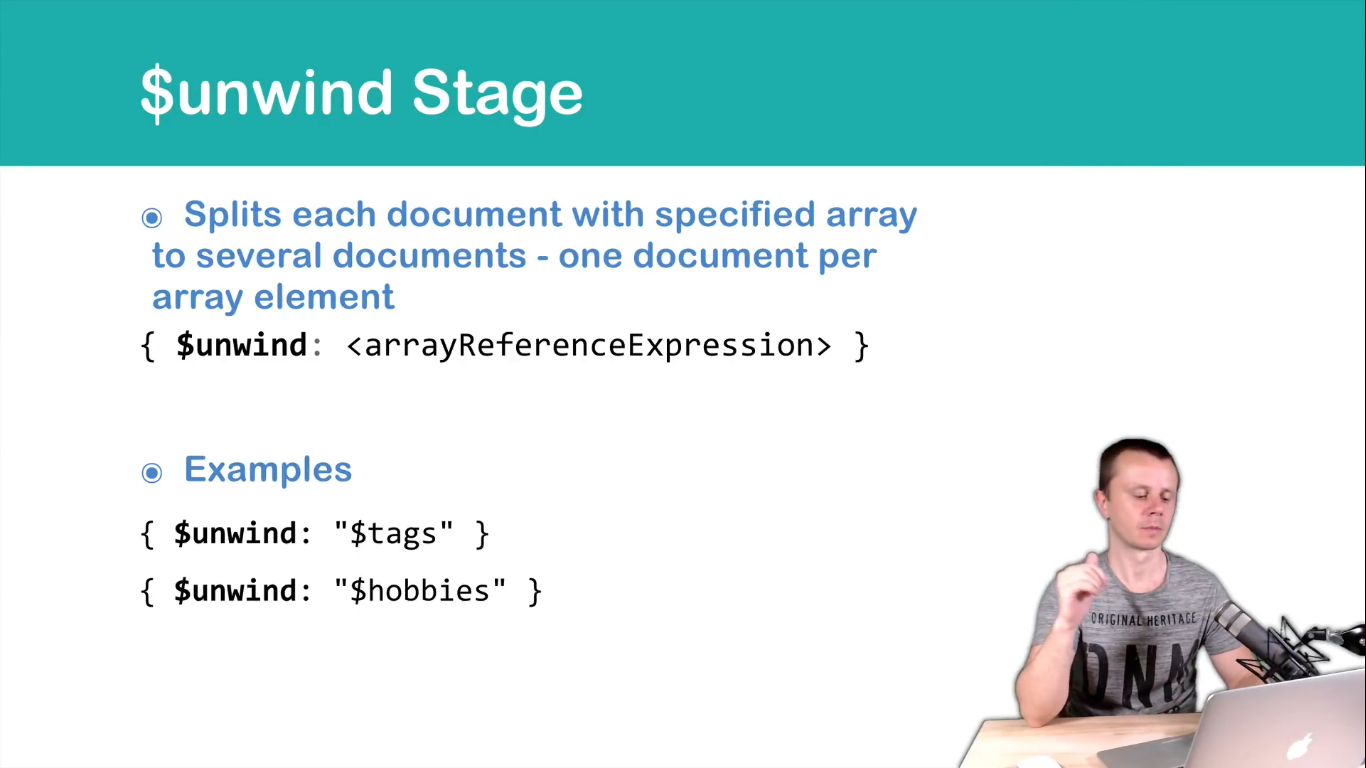 $unwind Stage
Splits each document with specified array
to several documents - one document per
array element
{ $unwind: <arrayReferenceExpression> }
Examples
{ $unwind: "$tags" }
{ $unwind: "$hobbies" }
ORIGINAL HERITAGE
DNA